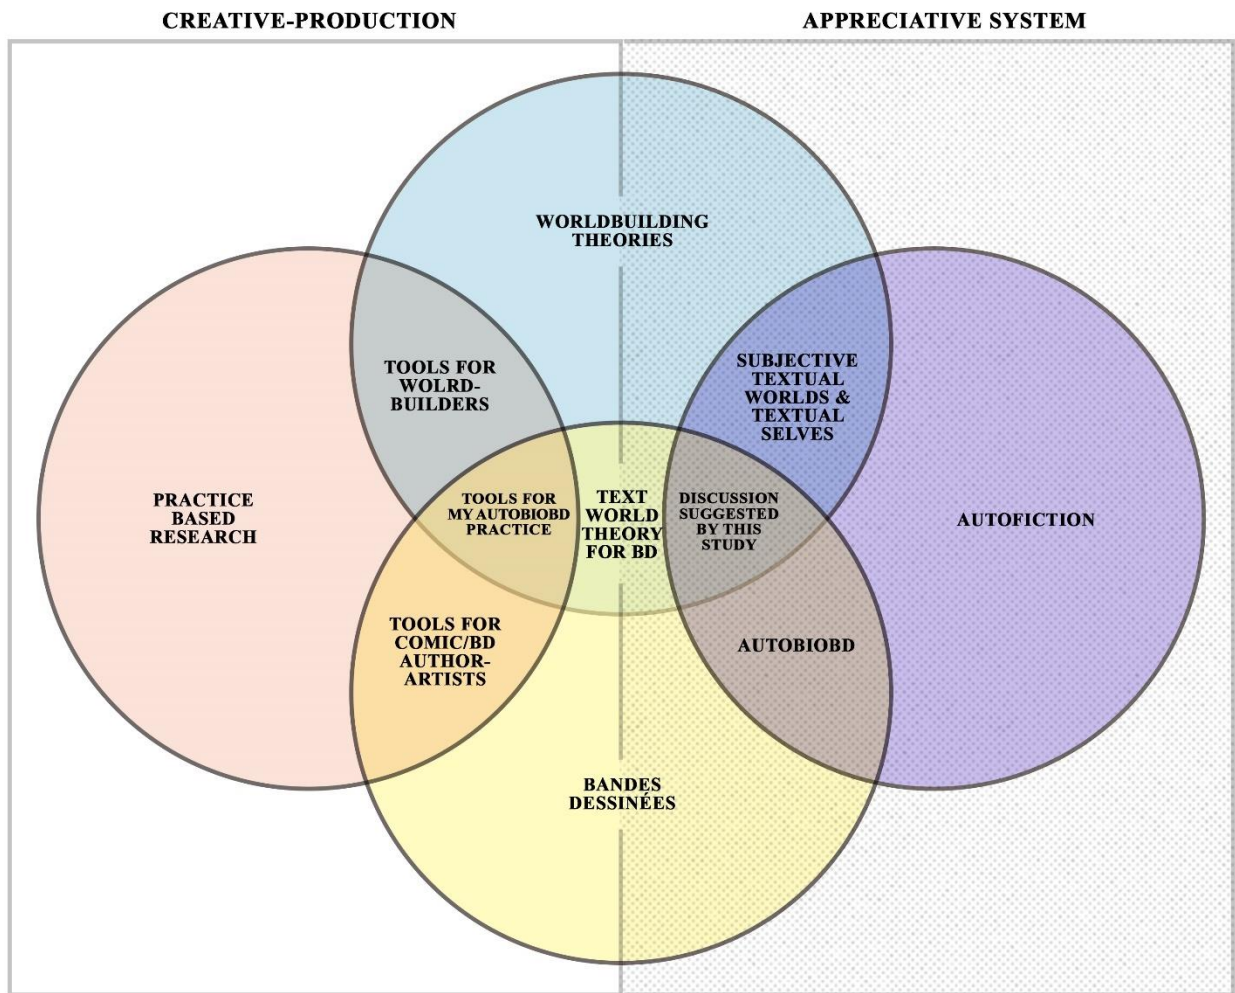 CREATIVE-PRODUCTION
APPRECIATIVE SYSTEM
WORLDBUILDING
THEORIES
TOOLS FOR
WOLRD-
BUILDERS
SUBJECTIVE
TEXTUAL
WORLDS &
TEXTUAL
SELVES
PRACTICE
BASED
RESEARCH
TOOLS FOR
MY AUTOBIOBD
PRACTICE
TEXT
WORLD
THEORY
FOR BD
DISCUSSION
SUGGESTED
BY THIS
STUDY
AUTOFICTION
TOOLS FOR
COMIC/BD
AUTHOR-
ARTISTS
AUTOBIOBD
BANDES
DESSINÉES